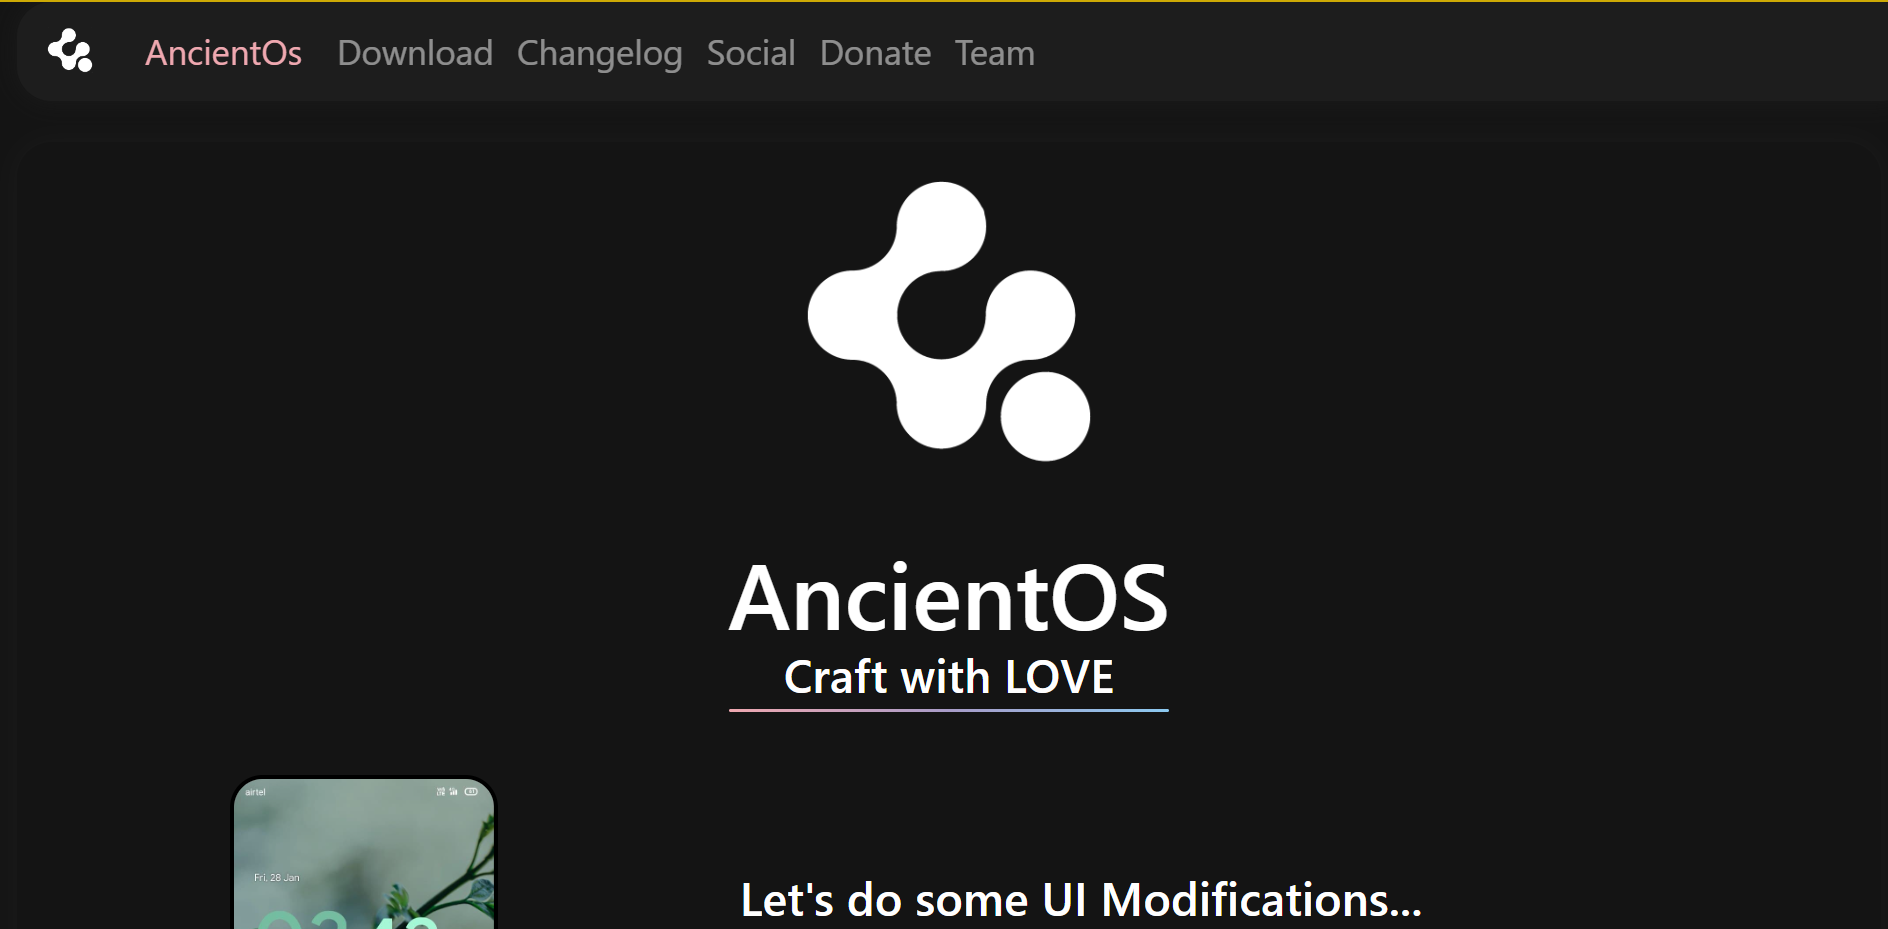 AncientOs Download Changelog Social Donate Team
AncientOS
Craft with LOVE
airtel
Fri, 28 Jan
Let's do some UI Modifications...